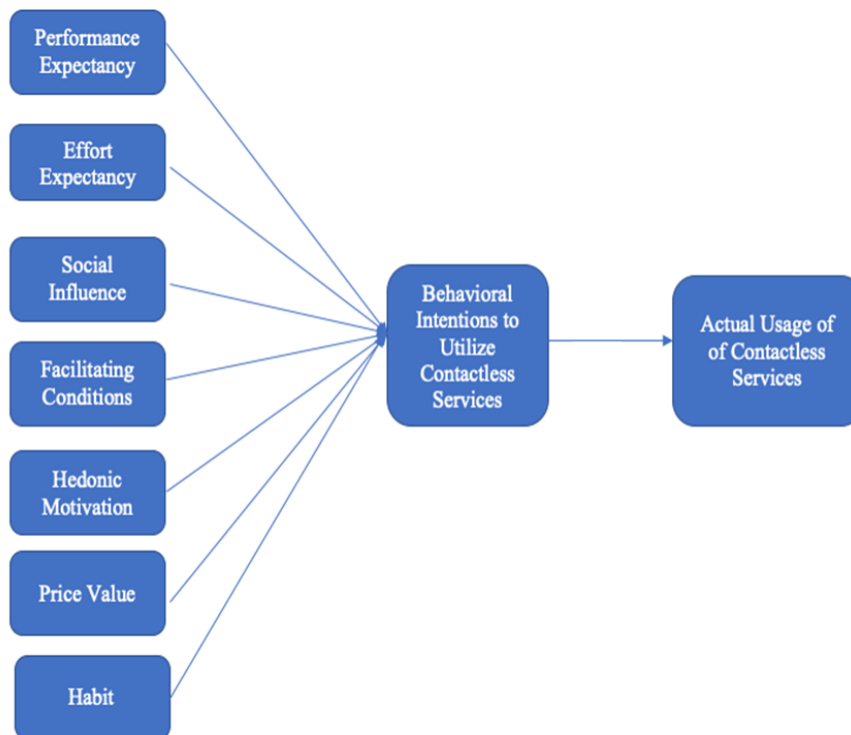 Performance
Expectancy
Effort
Expectancy
Social
Influence
Facilitating
Conditions
Hedonic
Motivation
Price Value
Habit
Behavioral
Intentions to
Utilize
Contactless
Services
Actual Usage of
of Contactless
Services